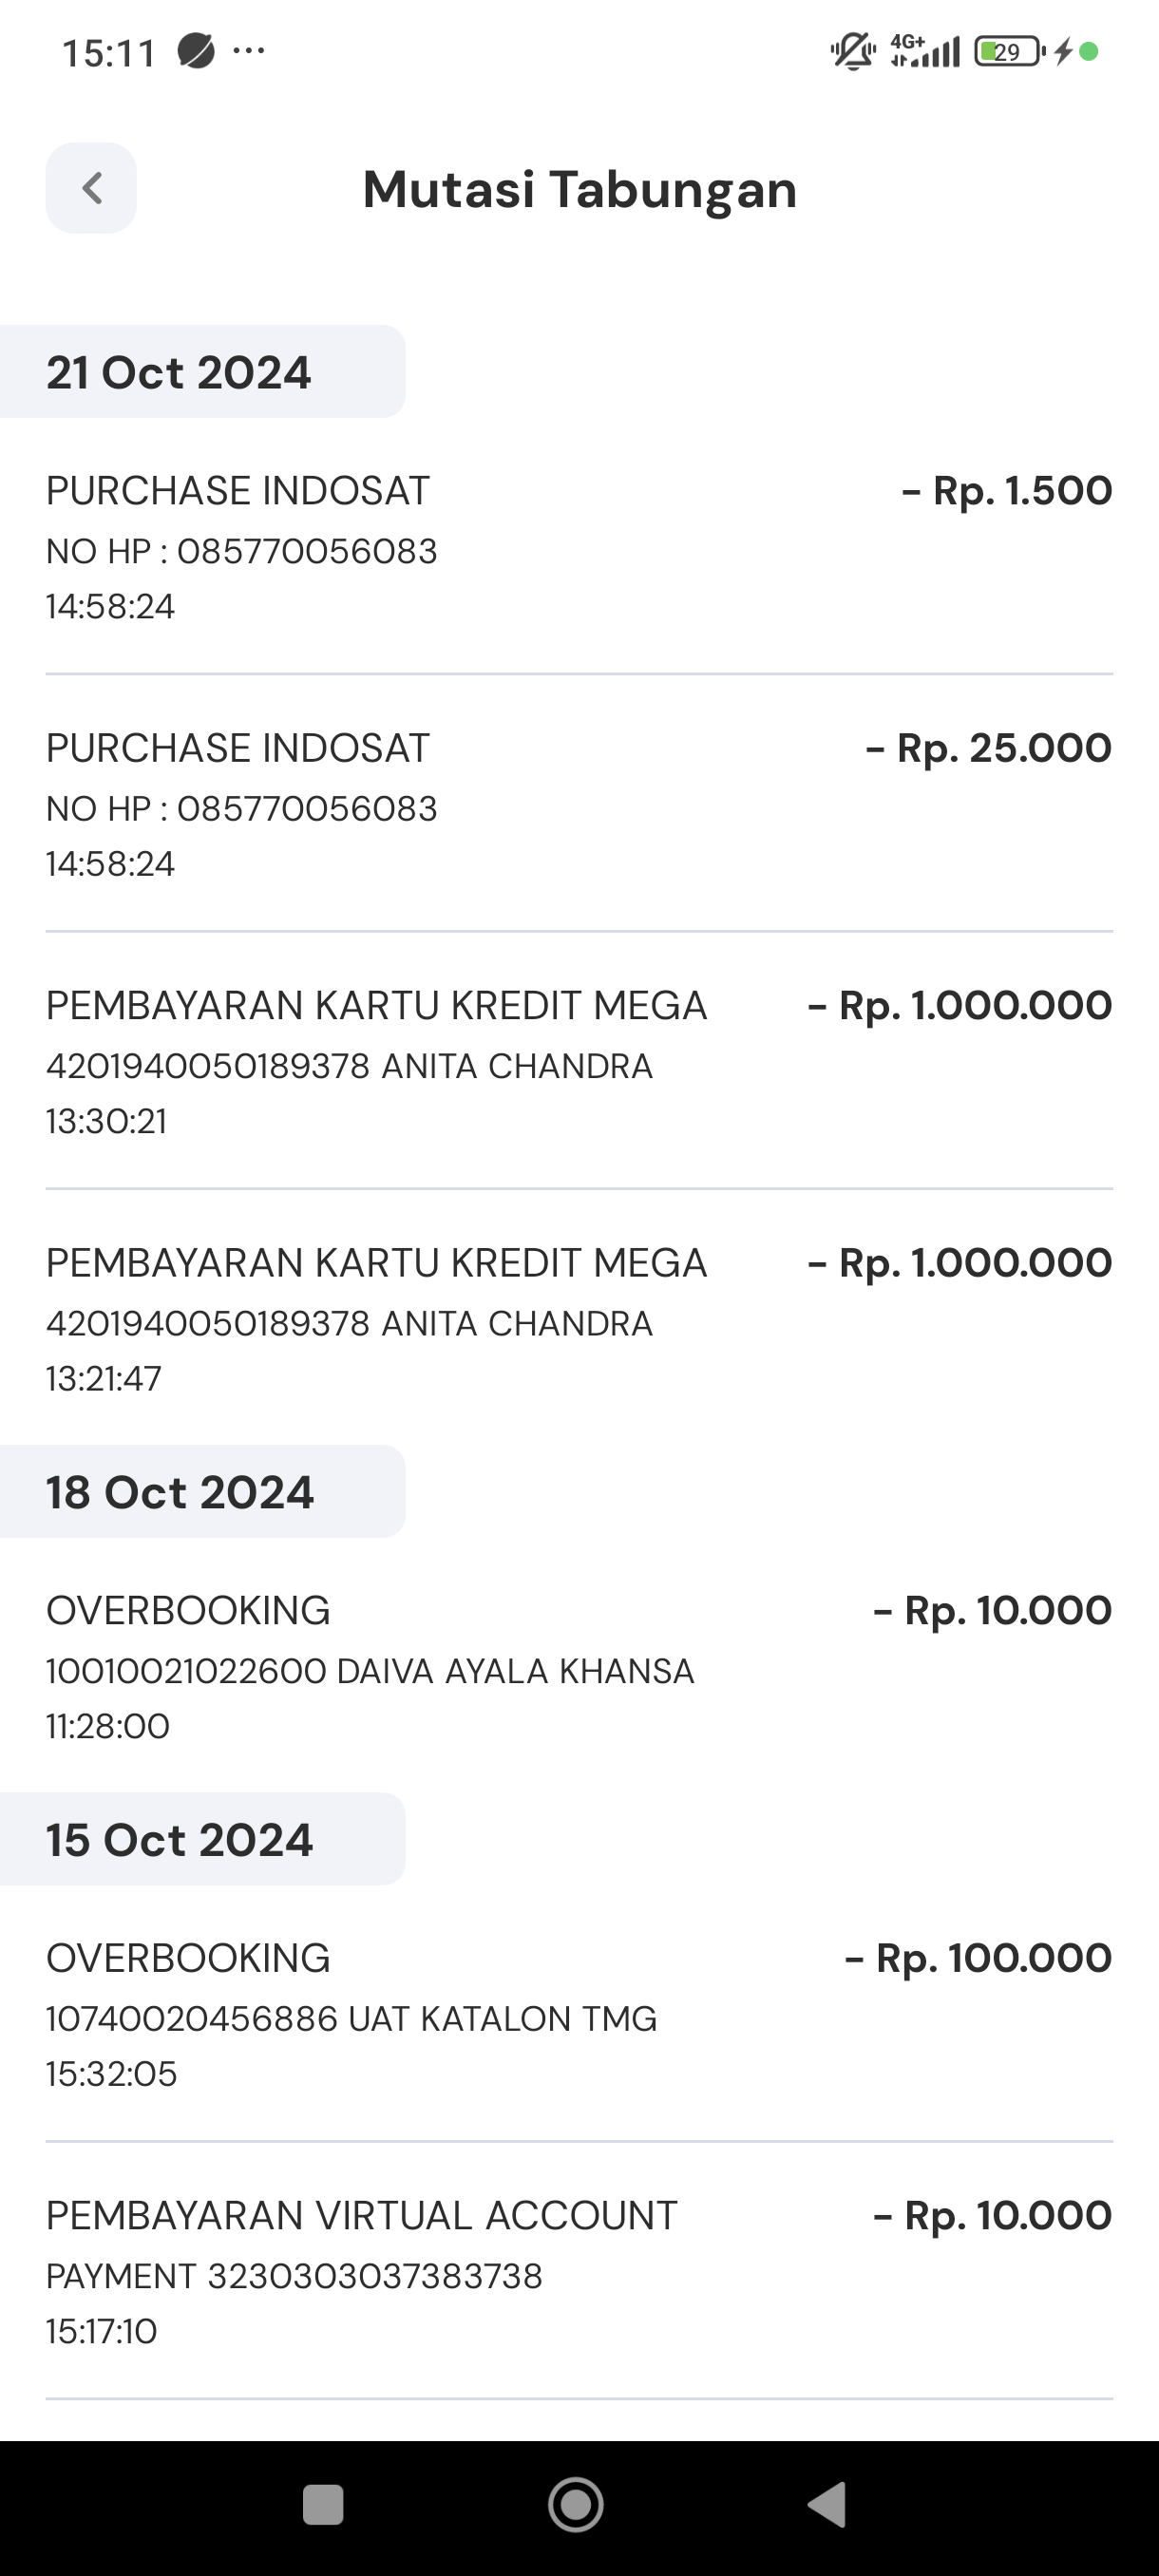 15:11 ...
4G+ 29
Mutasi Tabungan
21 Oct 2024
PURCHASE INDOSAT - Rp. 1.500
NO HP : 085770056083
14:58:24
PURCHASE INDOSAT - Rp. 25.000
NO HP : 085770056083
14:58:24
PEMBAYARAN KARTU KREDIT MEGA - Rp. 1.000.000
4201940050189378 ANITA CHANDRA
13:30:21
PEMBAYARAN KARTU KREDIT MEGA - Rp. 1.000.000
4201940050189378 ANITA CHANDRA
13:21:47
18 Oct 2024
OVERBOOKING - Rp. 10.000
10010021022600 DAIVA AYALA KHANSA
11:28:00
15 Oct 2024
OVERBOOKING - Rp. 100.000
10740020456886 UAT KATALON TMG
15:32:05
PEMBAYARAN VIRTUAL ACCOUNT - Rp. 10.000
PAYMENT 3230303037383738
15:17:10